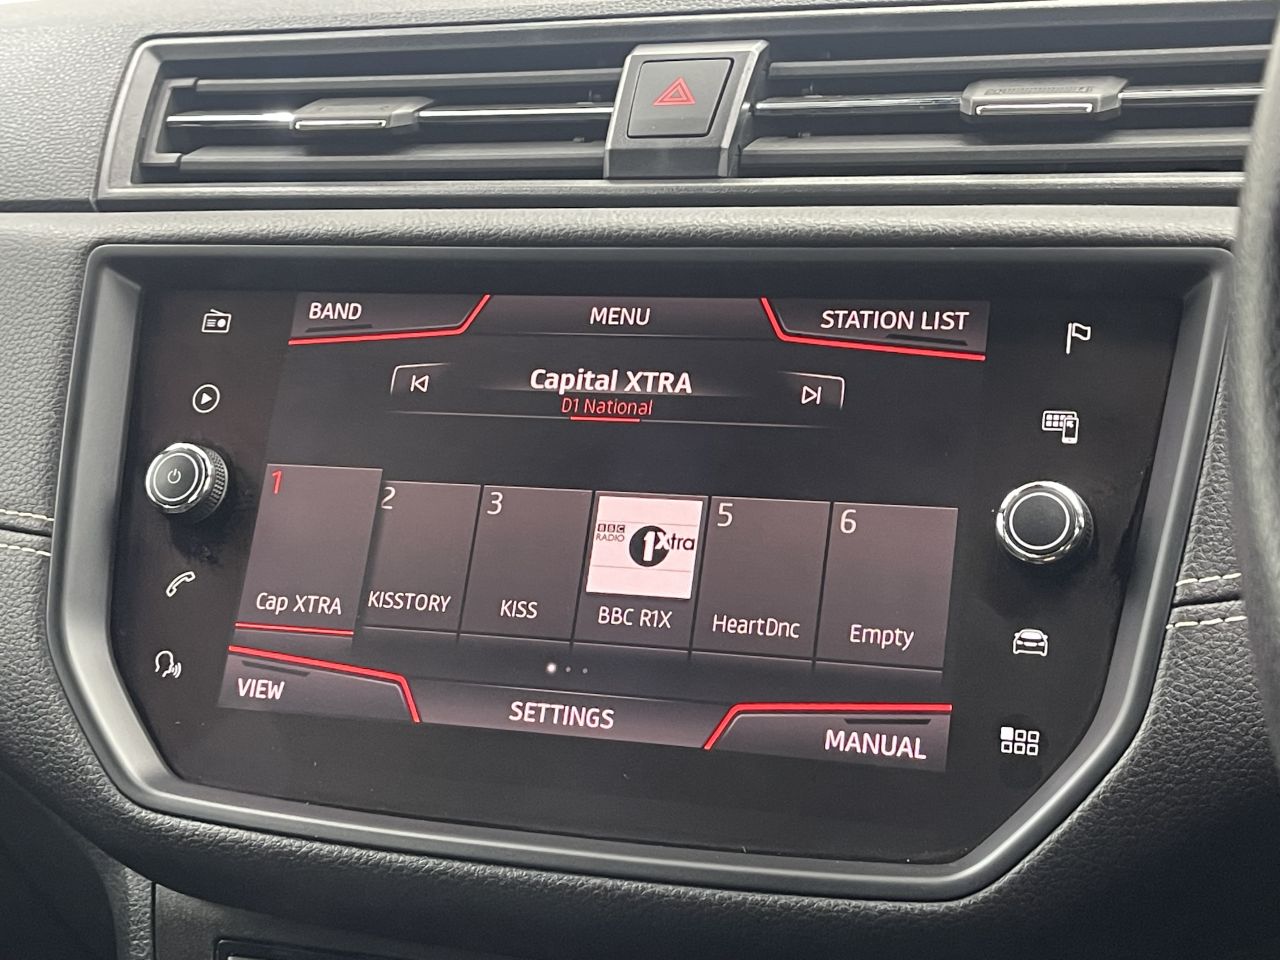 BAND
MENU
STATION LIST
Capital XTRA
D1 National
1
2
3
5
6
BBC
RADIO
1Xtra
Cap XTRA
KISSTORY
KISS
BBC R1X
HeartDnc
Empty
VIEW
SETTINGS
MANUAL